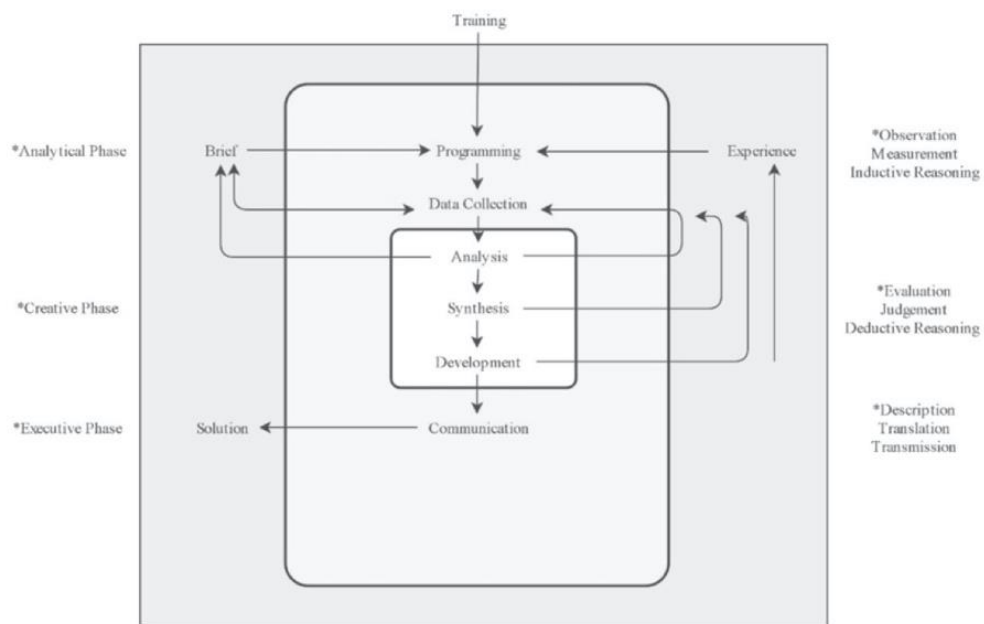 Training
*Analytical Phase
Brief
Programming
Experience
*Observation
Measurement
Inductive Reasoning
Data Collection
Analysis
*Creative Phase
Synthesis
*Evaluation
Judgement
Deductive Reasoning
Development
*Executive Phase
Solution
Communication
*Description
Translation
Transmission